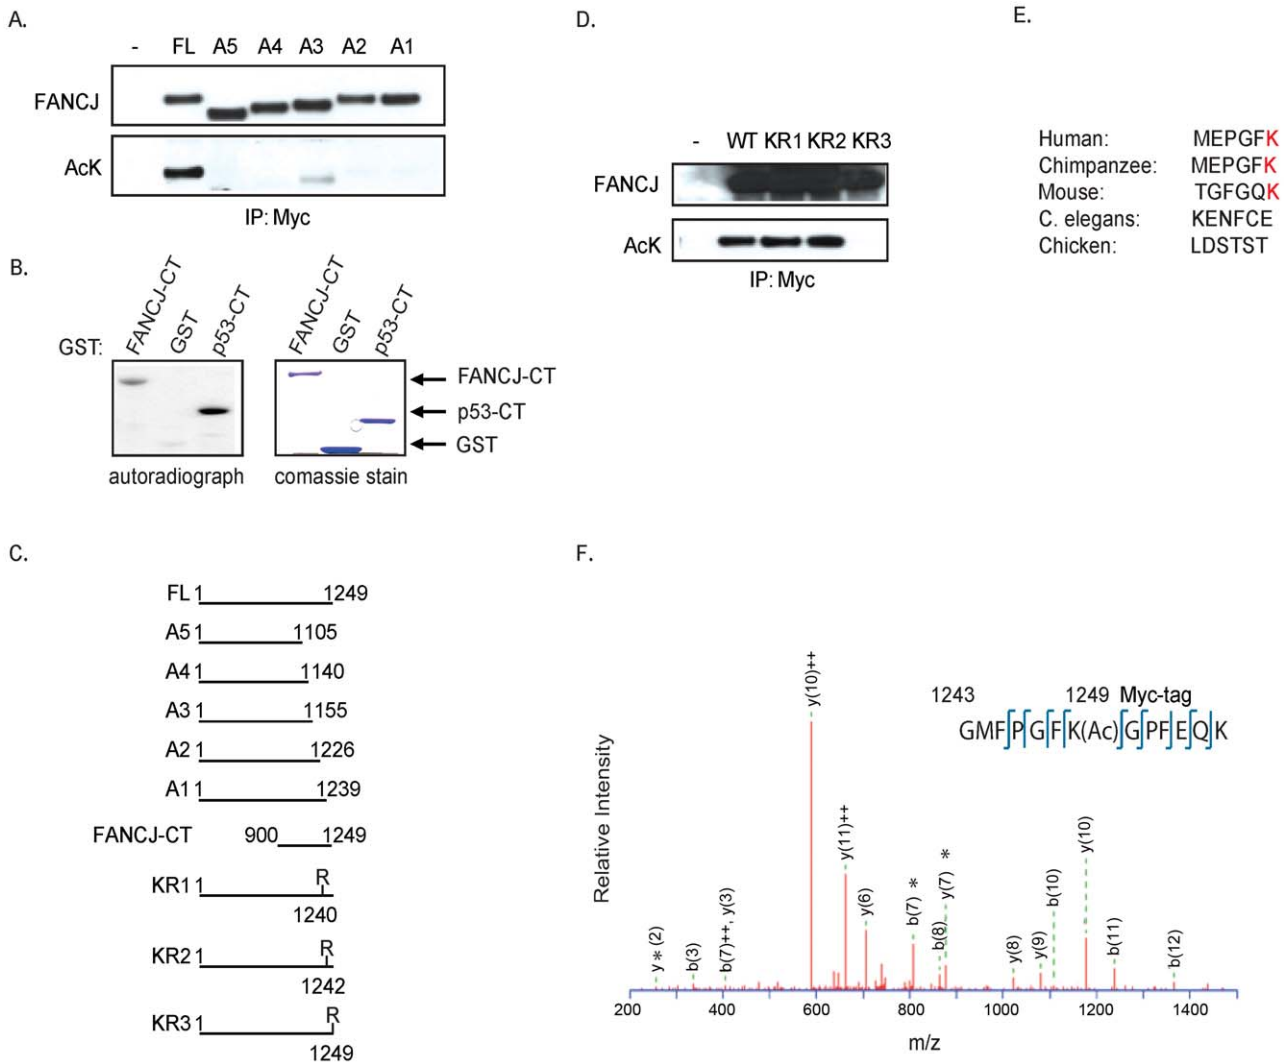 A.
- FL A5 A4 A3 A2 A1
FANCJ
AcK
IP: Myc
B.
GST: FANCJ-CT GST p53-CT
FANCJ-CT GST p53-CT
FANCJ-CT
p53-CT
GST
autoradiograph
comassie stain
C.
FL 1 1249
A5 1 1105
A4 1 1140
A3 1 1155
A2 1 1226
A1 1 1239
FANCJ-CT 900 1249
KR1 1 R
1240
KR2 1 R
1242
KR3 1 R
1249
D.
- WT KR1 KR2 KR3
FANCJ
AcK
IP: Myc
E.
Human: MEPGFK
Chimpanzee: MEPGFK
Mouse: TGFGQK
C. elegans: KENFCE
Chicken: LDSTST
F.
1243 1249 Myc-tag
GMFPGFK(Ac)GPFEQK
Relative Intensity
y * (2)
b(3)
b(7)++, y(3)
y(10)++
y(11)++
y(6)
b(7) *
b(8)
y(7) *
y(8)
y(9)
b(10)
y(10)
b(11)
b(12)
200 400 600 800 1000 1200 1400
m/z